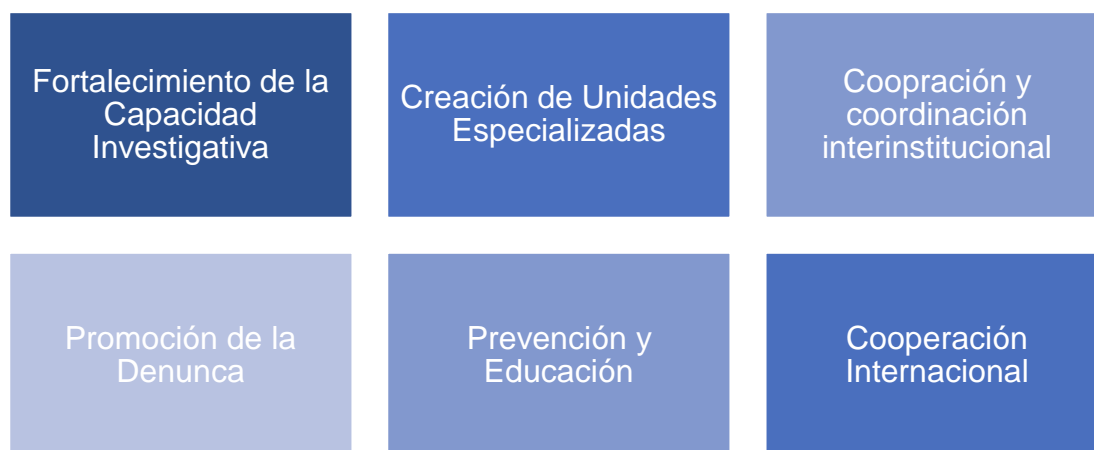 Fortalecimiento de la
Capacidad
Investigativa
Creación de Unidades
Especializadas
Coopración y
coordinación
interinstitucional
Promoción de la
Denunca
Prevención y
Educación
Cooperación
Internacional